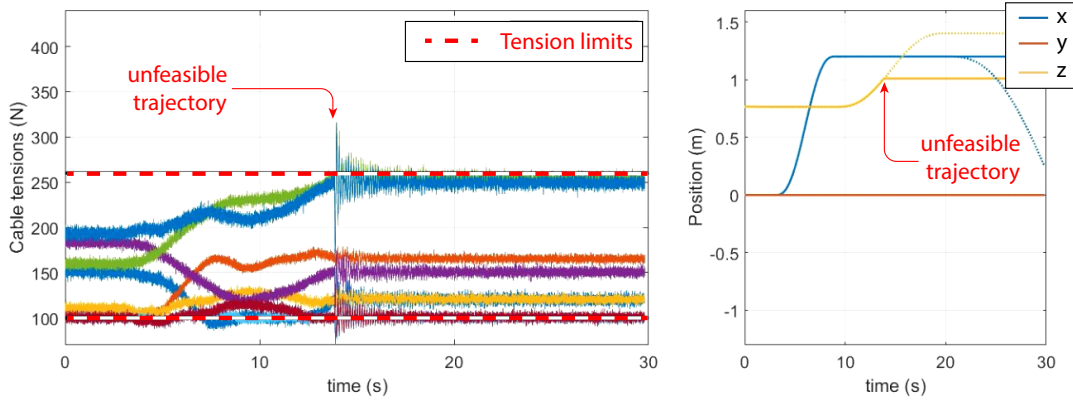 400
350
300
250
200
150
100
0
10
20
30
Cable tensions (N)
time (s)
Tension limits
unfeasible
trajectory
1.5
1
0.5
0
-0.5
-1
0
10
20
30
Position (m)
time (s)
x
y
z
unfeasible
trajectory